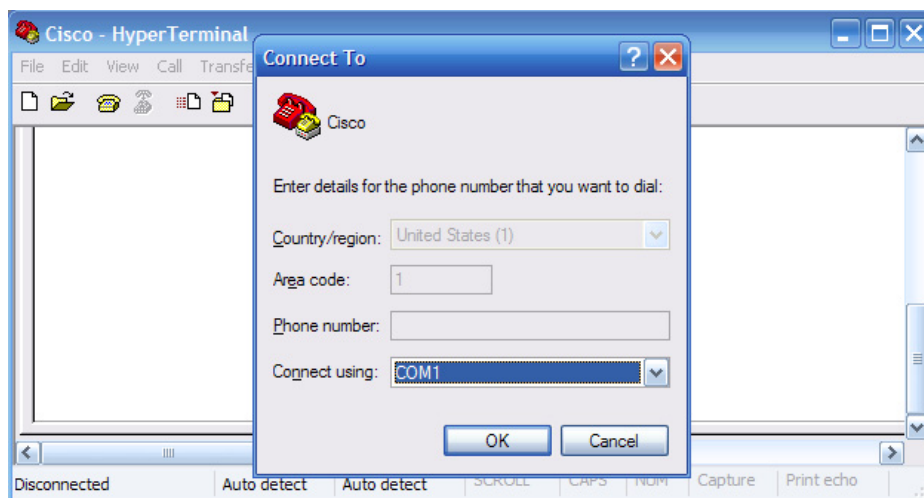 Cisco - HyperTerminal
File Edit View Call Transfe
Connect To
?
Cisco
Enter details for the phone number that you want to dial:
Country/region: United States (1)
Area code: 1
Phone number:
Connect using: COM1
OK Cancel
Disconnected Auto detect Auto detect SCROLL CAPS NUM Capture Print echo